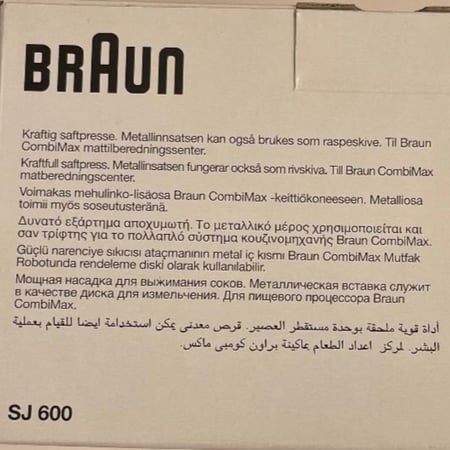 BRAUN
Kraftig saftpresse. Metallinnsatsen kan også brukes som raspeskive. Til Braun
CombiMax mattilberedningssenter.
Kraftfull saftpress. Metallinsatsen fungerar också som rivskiva. Till Braun CombiMax
matberedningscenter.
Voimakas mehulinko-lisäosa Braun CombiMax -keittiökoneeseen. Metalliosa
toimii myös soseutusteränä.
Δυνατό εξάρτημα αποχυμωτή. Το μεταλλικό μέρος χρησιμοποιείται και
σαν τρίφτης για το πολλαπλό σύστημα κουζινομηχανής Braun CombiMax.
Güçlü narenciye sıkıcısı ataçmanının metal iç kısmı Braun CombiMax Mutfak
Robotunda rendeleme diski olarak kullanılabilir.
Мощная насадка для выжимания соков. Металлическая вставка служит
в качестве диска для измельчения. Для пищевого процессора Braun
CombiMax.
أداة قوية ملحقة بوحدة مستقطر العصير. قرص معدني يمكن استخدامة ايضا للقيام بعملية
البشر. لمركز اعداد الطعام بماكينة براون كومبى ماكس.
SJ 600